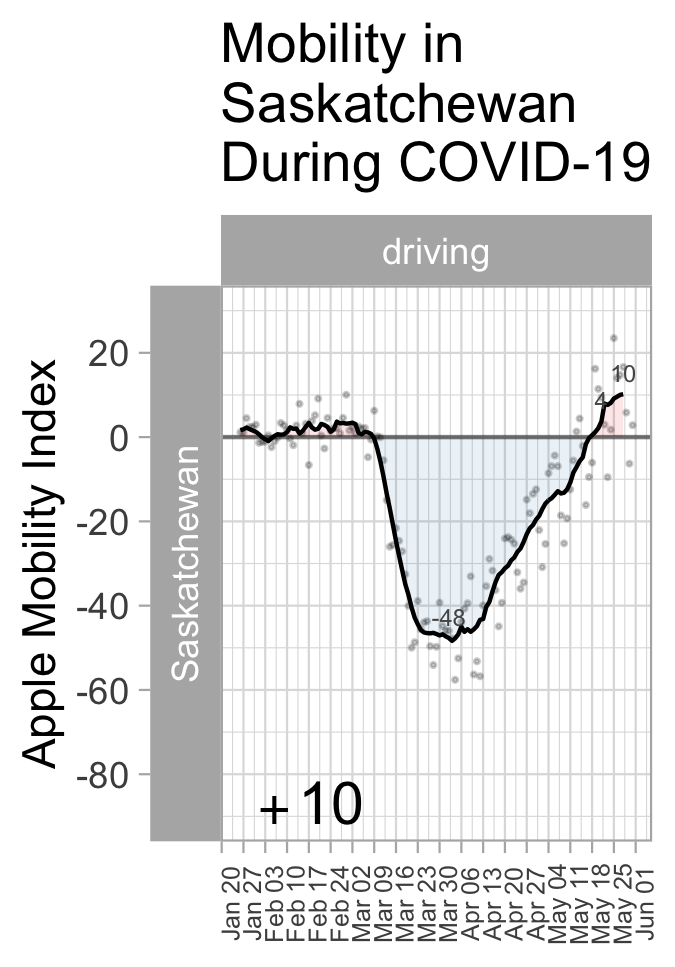 Mobility in
Saskatchewan
During COVID-19
driving
Saskatchewan
Apple Mobility Index
20
0
-20
-40
-60
-80
10
4
-48
+10
Jan 20
Jan 27
Feb 03
Feb 10
Feb 17
Feb 24
Mar 02
Mar 09
Mar 16
Mar 23
Mar 30
Apr 06
Apr 13
Apr 20
Apr 27
May 04
May 11
May 18
May 25
Jun 01